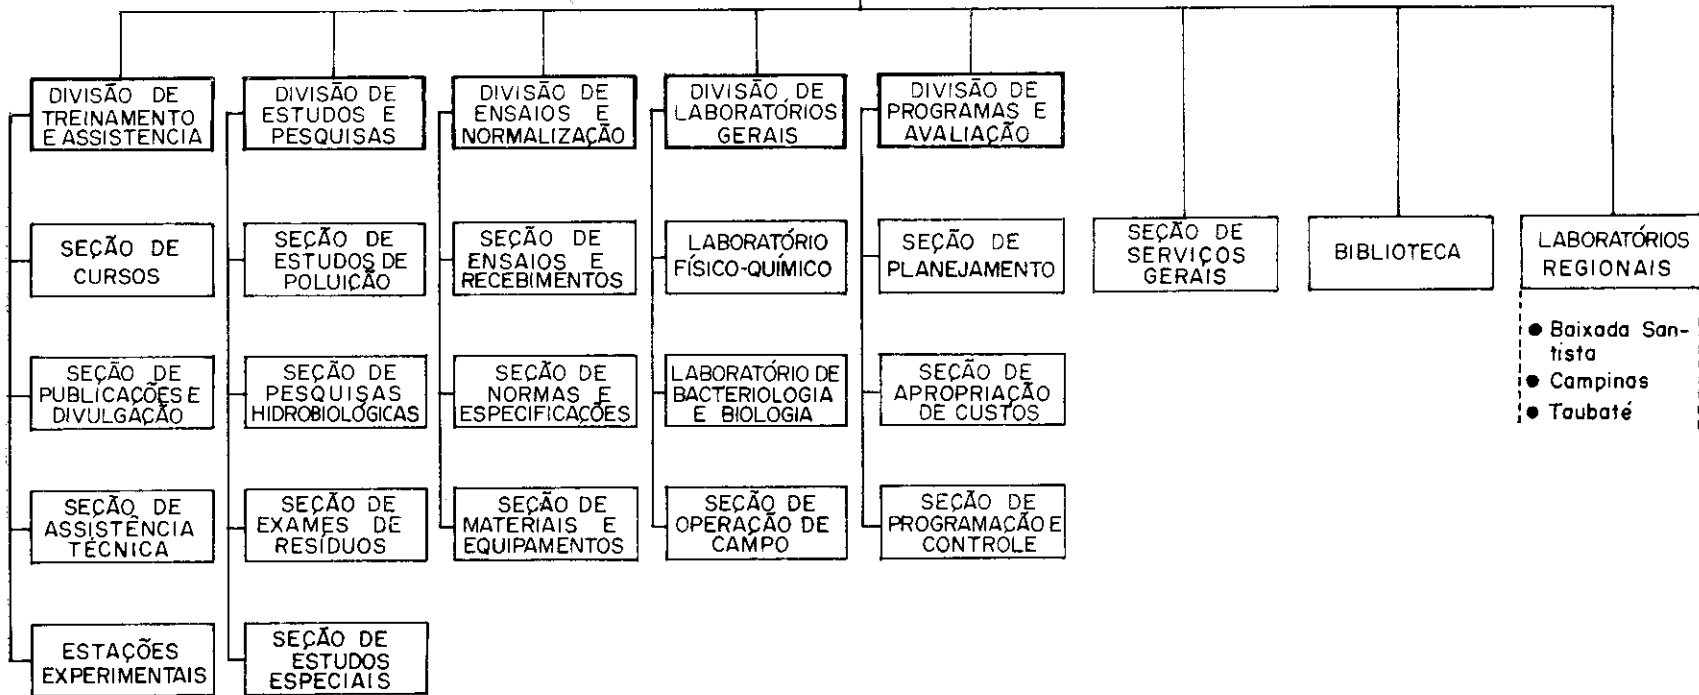 DIVISÃO DE
TREINAMENTO
E ASSISTENCIA
SEÇÃO DE
CURSOS
SEÇÃO DE
PUBLICAÇÕES E
DIVULGAÇÃO
SEÇÃO DE
ASSISTÊNCIA
TÉCNICA
ESTAÇÕES
EXPERIMENTAIS
DIVISÃO DE
ESTUDOS E
PESQUISAS
SEÇÃO DE
ESTUDOS DE
POLUIÇÃO
SEÇÃO DE
PESQUISAS
HIDROBIOLÓGICAS
SEÇÃO DE
EXAMES DE
RESÍDUOS
SEÇÃO DE
ESTUDOS
ESPECIAIS
DIVISÃO DE
ENSAIOS E
NORMALIZAÇÃO
SEÇÃO DE
ENSAIOS E
RECEBIMENTOS
SEÇÃO DE
NORMAS E
ESPECIFICAÇÕES
SEÇÃO DE
MATERIAIS E
EQUIPAMENTOS
DIVISÃO DE
LABORATÓRIOS
GERAIS
LABORATÓRIO
FÍSICO-QUÍMICO
LABORATÓRIO DE
BACTERIOLOGIA
E BIOLOGIA
SEÇÃO DE
OPERAÇÃO DE
CAMPO
DIVISÃO DE
PROGRAMAS E
AVALIAÇÃO
SEÇÃO DE
PLANEJAMENTO
SEÇÃO DE
APROPRIAÇÃO
DE CUSTOS
SEÇÃO DE
PROGRAMAÇÃO E
CONTROLE
SEÇÃO DE
SERVIÇOS
GERAIS
BIBLIOTECA
LABORATÓRIOS
REGIONAIS
● Baixada San-
tista
● Campinas
● Taubaté